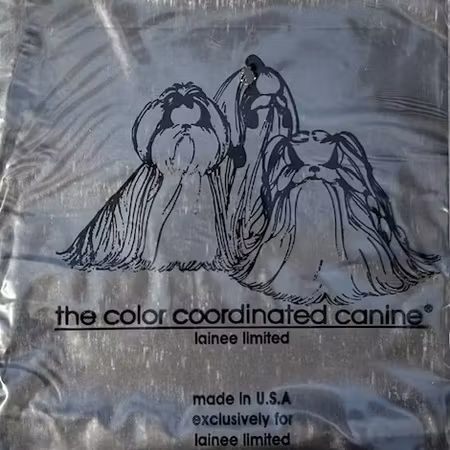 the color coordinated canine®
lainee limited
made in U.S.A
exclusively for
lainee limited